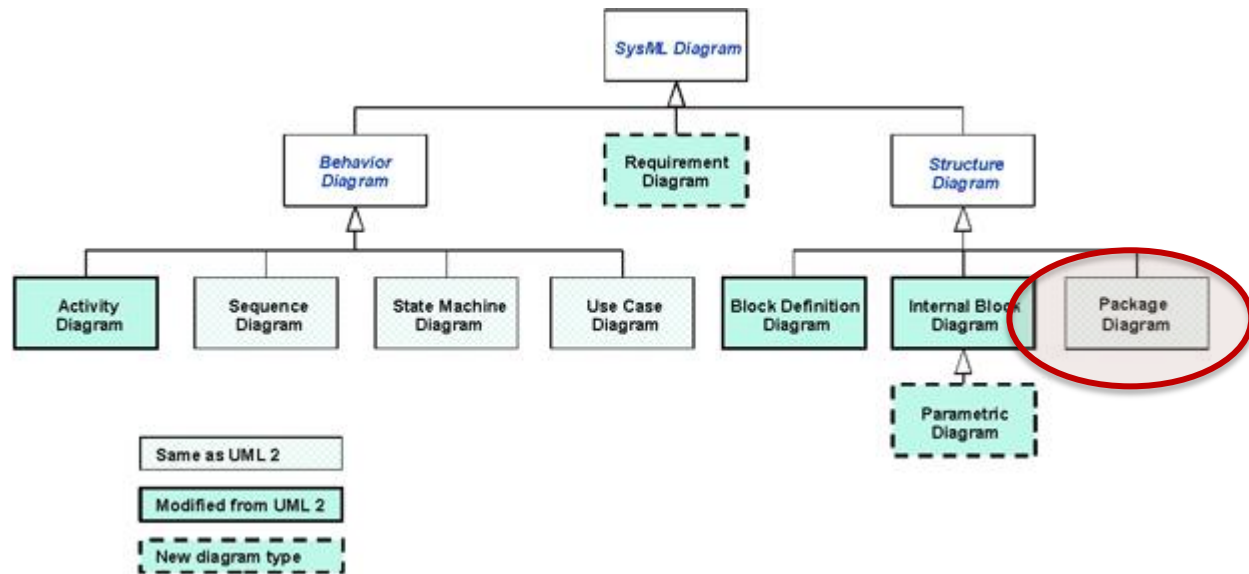 SysML Diagram
Behavior
Diagram
Requirement
Diagram
Structure
Diagram
Activity
Diagram
Sequence
Diagram
State Machine
Diagram
Use Case
Diagram
Block Definition
Diagram
Internal Block
Diagram
Package
Diagram
Parametric
Diagram
Same as UML 2
Modified from UML 2
New diagram type